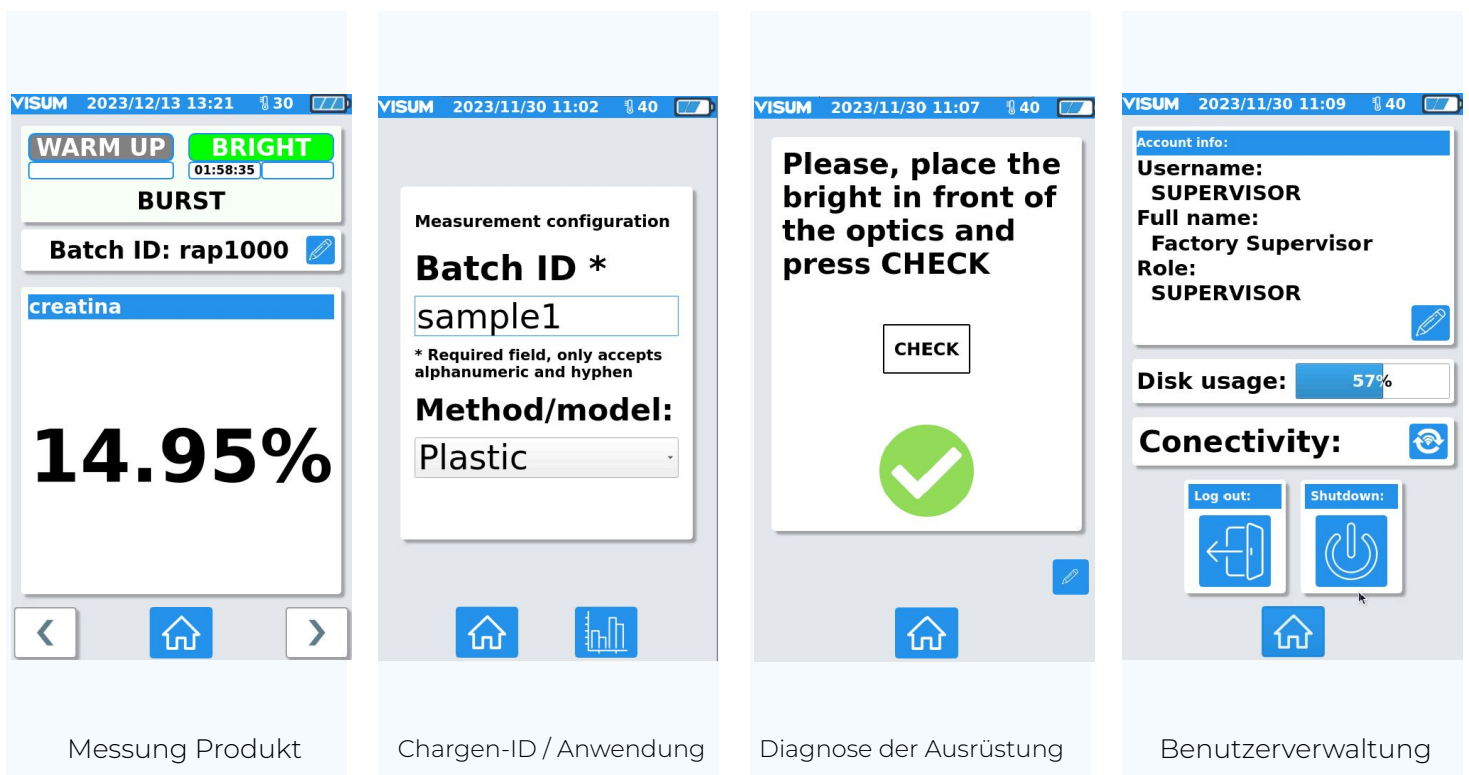 VISUM 2023/12/13 13:21 30
WARM UP BRIGHT
01:58:35
BURST
Batch ID: rap1000
creatina
14.95%
Messung Produkt
VISUM 2023/11/30 11:02 40
Measurement configuration
Batch ID *
sample1
* Required field, only accepts
alphanumeric and hyphen
Method/model:
Plastic
Chargen-ID / Anwendung
VISUM 2023/11/30 11:07 40
Please, place the
bright in front of
the optics and
press CHECK
CHECK
Diagnose der Ausrüstung
VISUM 2023/11/30 11:09 40
Account info:
Username:
SUPERVISOR
Full name:
Factory Supervisor
Role:
SUPERVISOR
Disk usage: 57%
Conectivity:
Log out: Shutdown:
Benutzerverwaltung